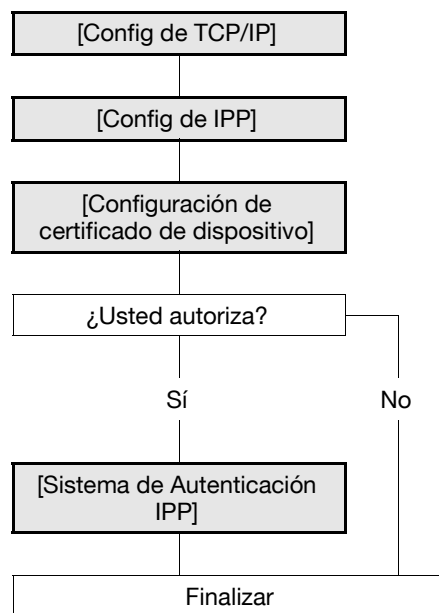 [Config de TCP/IP]
[Config de IPP]
[Configuración de
certificado de dispositivo]
¿Usted autoriza?
Sí
No
[Sistema de Autenticación
IPP]
Finalizar